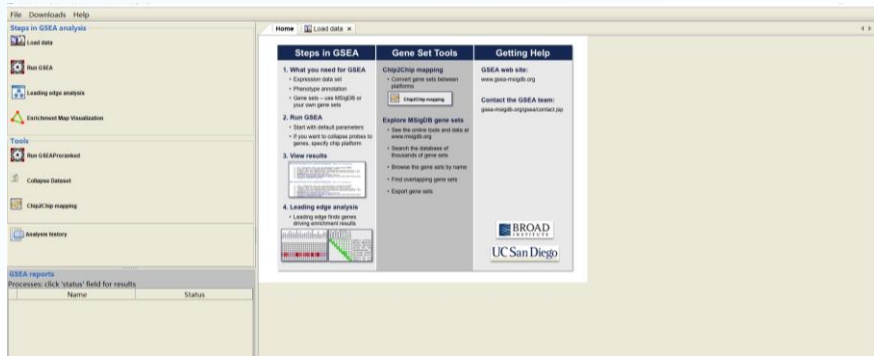 File Downloads Help
Steps in GSEA analysis
Load data
Run GSEA
Leading edge analysis
Enrichment Map Visualization
Tools
Run GSEAPreranked
Collapse Dataset
Chip2Chip mapping
Analysis history
GSEA reports
Processes: click 'status' field for results
Name Status
Home Load data ×
Steps in GSEA
1. What you need for GSEA
• Expression data set
• Phenotype annotation
• Gene sets – use MSigDB or
your own gene sets
2. Run GSEA
• Start with default parameters
• If you want to collapse probes to
genes, specify chip platform
3. View results
4. Leading edge analysis
• Leading edge finds genes
driving enrichment results
Gene Set Tools
Chip2Chip mapping
• Convert gene sets between
platforms
Chip2Chip mapping
Explore MSigDB gene sets
• See the online tools and data at
www.msigdb.org
• Search the database of
thousands of gene sets
• Browse the gene sets by name
• Find overlapping gene sets
• Export gene sets
Getting Help
GSEA web site:
www.gsea-msigdb.org
Contact the GSEA team:
gsea-msigdb.org/gsea/contact.jsp
BROAD
INSTITUTE
UC San Diego